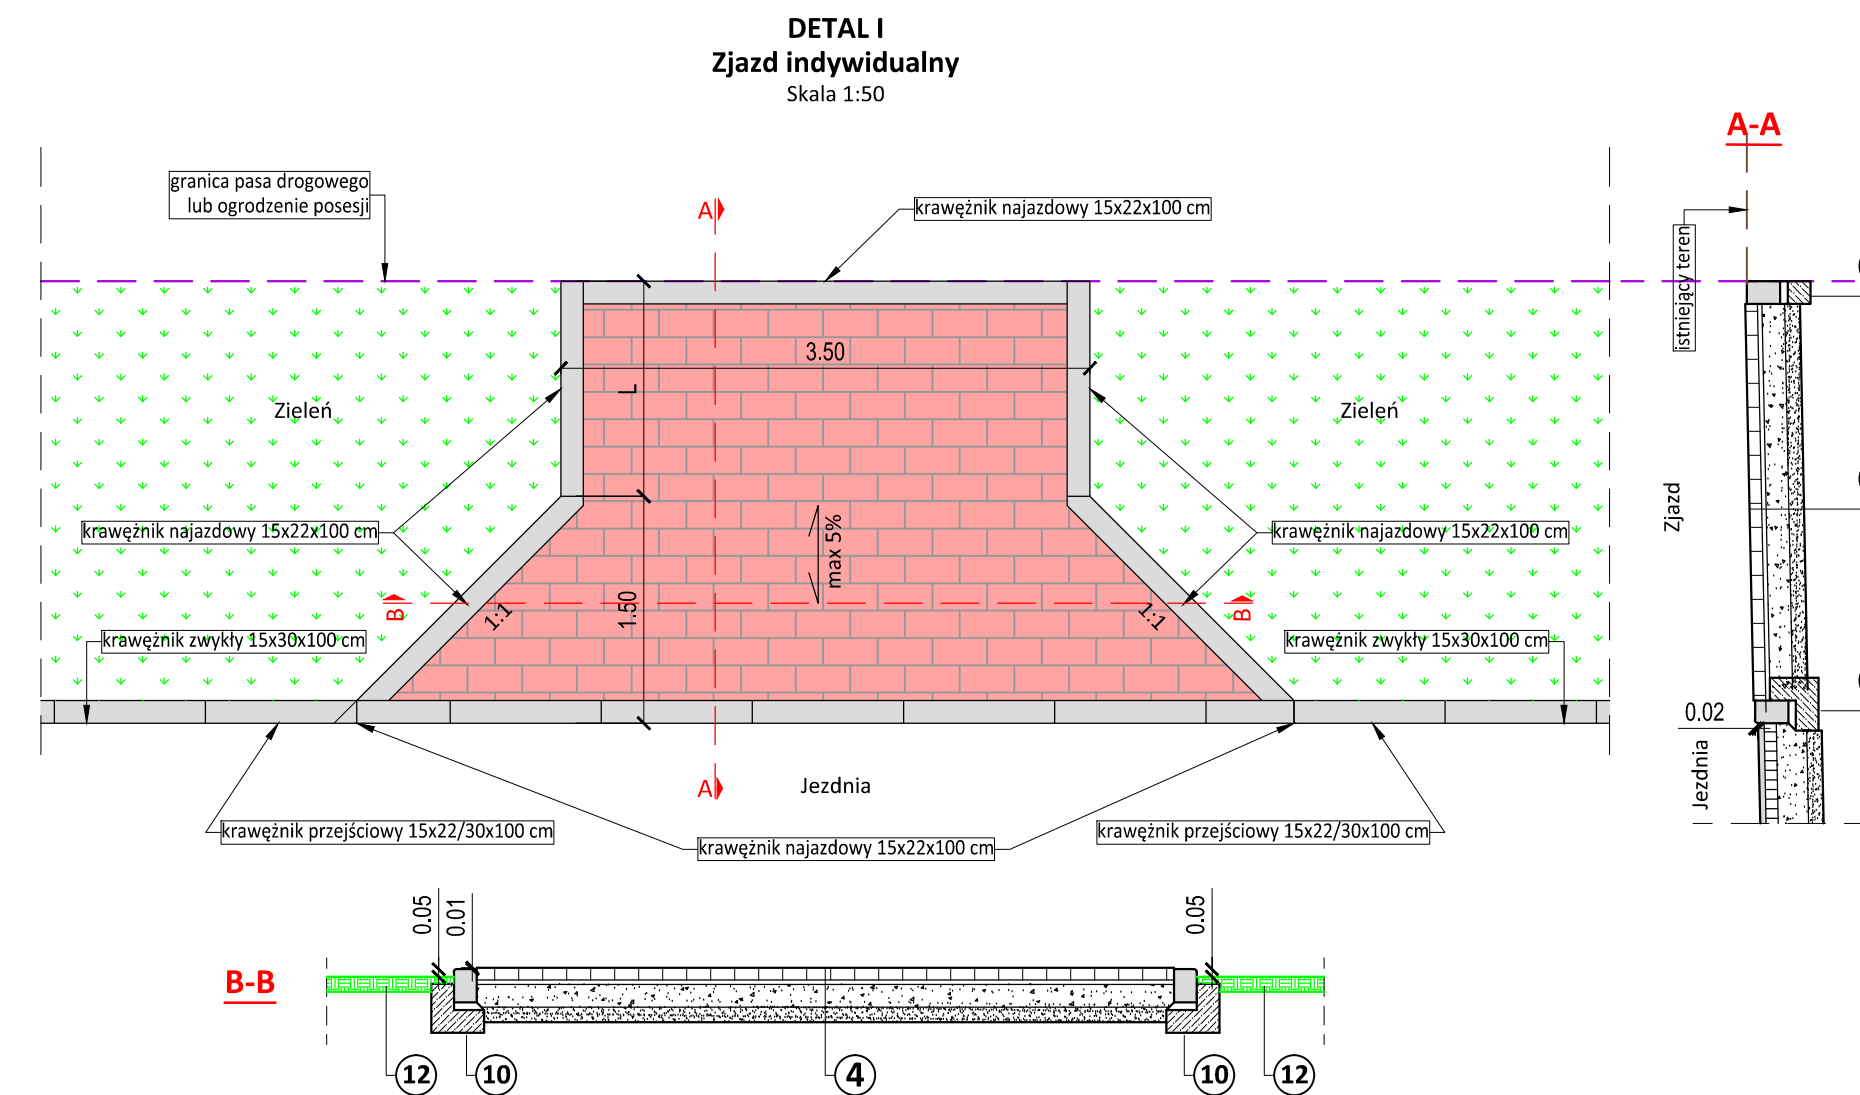 DETAL I
Zjazd indywidualny
Skala 1:50
A-A
granica pasa drogowego
lub ogrodzenie posesji
A
krawężnik najazdowy 15x22x100 cm
istniejący teren
3.50
L
Zieleń
Zieleń
Zjazd
krawężnik najazdowy 15x22x100 cm
max 5%
krawężnik najazdowy 15x22x100 cm
B
1:1
1.50
1:1
B
krawężnik zwykły 15x30x100 cm
krawężnik zwykły 15x30x100 cm
0.02
Jezdnia
A
Jezdnia
krawężnik przejściowy 15x22/30x100 cm
krawężnik najazdowy 15x22x100 cm
krawężnik przejściowy 15x22/30x100 cm
0.05
0.01
0.05
B-B
12
10
4
10
12